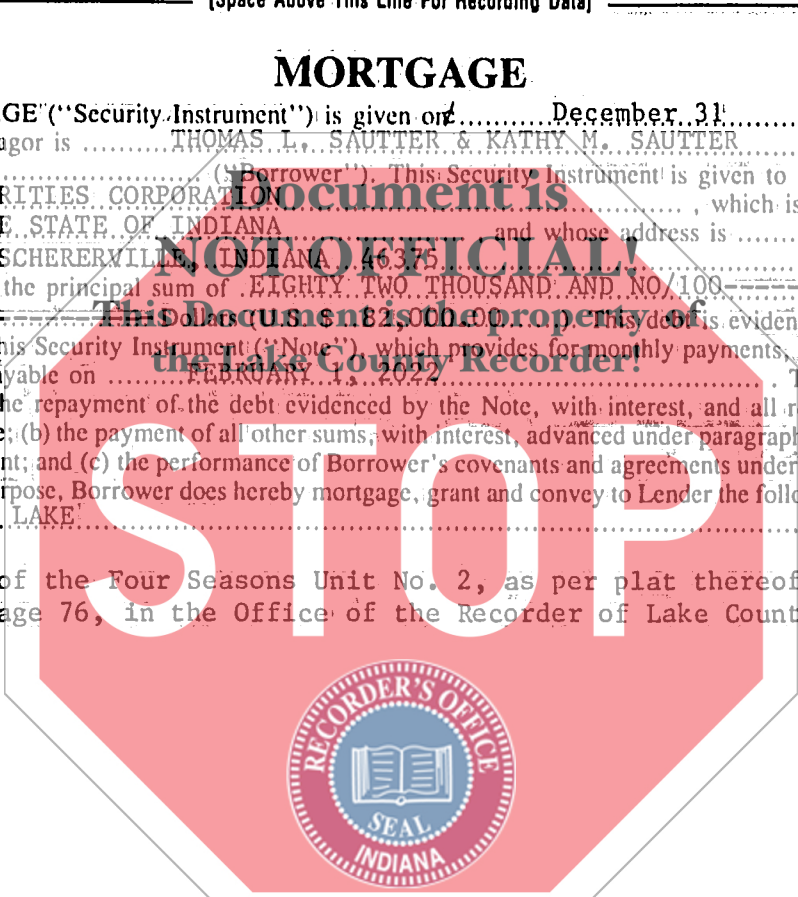 [Space Above This Line For Recording Data]
MORTGAGE
GE (“Security Instrument”) is given on December 31
agor is THOMAS L. SAUTTER & KATHY M. SAUTTER
(“Borrower”). This Security Instrument is given to
RITIES CORPORATION , which is
E STATE OF INDIANA and whose address is
SCHERERVILLE, INDIANA 46375
the principal sum of EIGHTY TWO THOUSAND AND NO/100
Dollars (U.S. $ 82,000.00 ). This debt is eviden
is Security Instrument (“Note”), which provides for monthly payments,
yable on FEBRUARY 1, 2022
he repayment of the debt evidenced by the Note, with interest, and all r
e; (b) the payment of all other sums, with interest, advanced under paragraph
nt; and (c) the performance of Borrower’s covenants and agreements under
rpose, Borrower does hereby mortgage, grant and convey to Lender the follo
LAKE
of the Four Seasons Unit No. 2, as per plat thereof
age 76, in the Office of the Recorder of Lake Count
Document is
NOT OFFICIAL!
This Document is the property of
the Lake County Recorder!
STOP
RECORDER'S OFFICE
SEAL
INDIANA